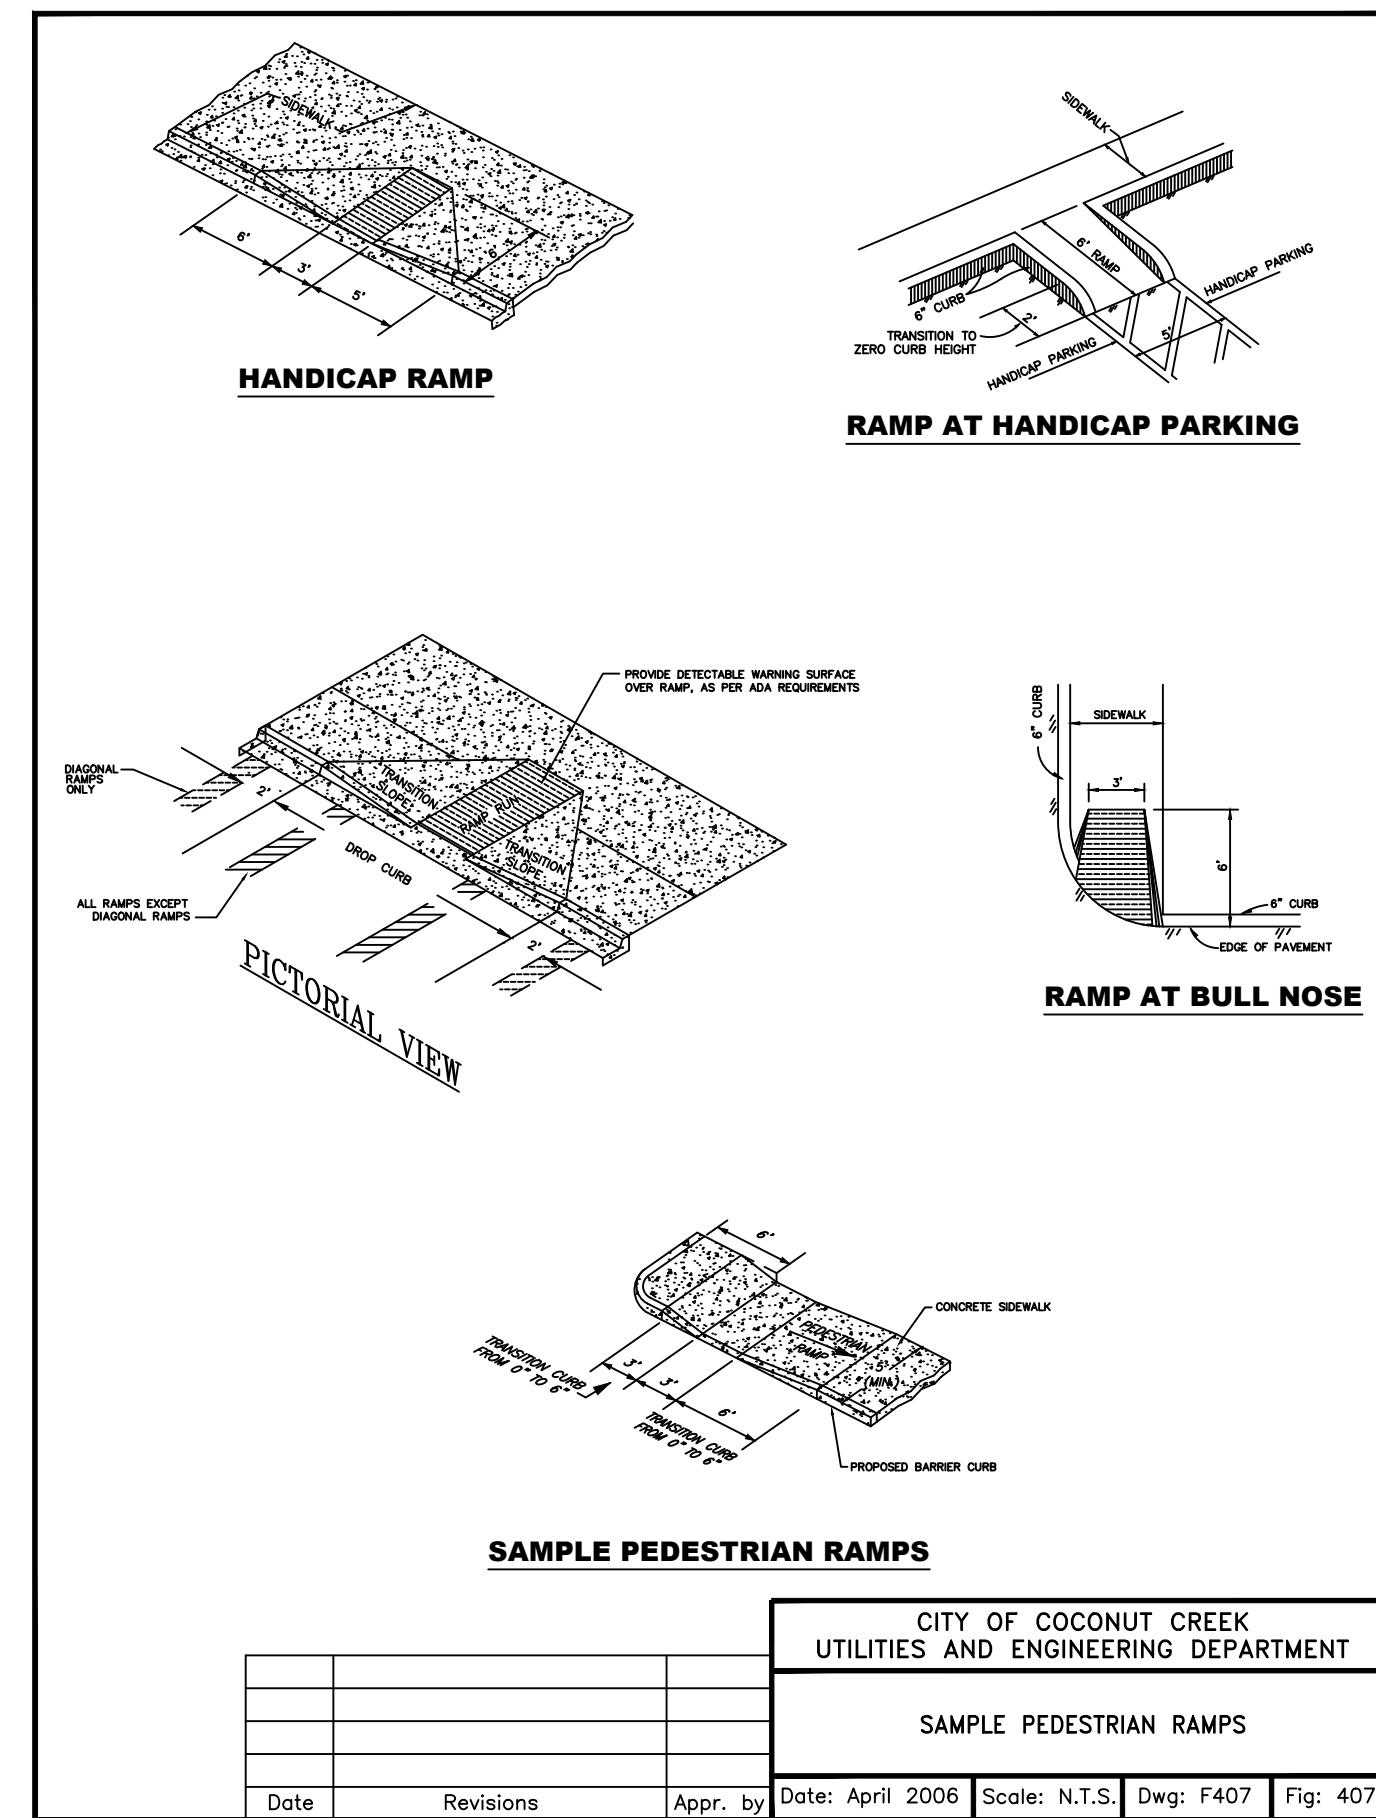 SIDEWALK
6'
3'
5'
6'
HANDICAP RAMP
SIDEWALK
6' RAMP
HANDICAP PARKING
6" CURB
2'
TRANSITION TO
ZERO CURB HEIGHT
5'
HANDICAP PARKING
RAMP AT HANDICAP PARKING
PROVIDE DETECTABLE WARNING SURFACE
OVER RAMP, AS PER ADA REQUIREMENTS
DIAGONAL
RAMPS
ONLY
2'
TRANSITION
SLOPE
RAMP RUN
TRANSITION
SLOPE
DROP CURB
ALL RAMPS EXCEPT
DIAGONAL RAMPS
2'
PICTORIAL VIEW
6" CURB
SIDEWALK
3'
6'
6" CURB
EDGE OF PAVEMENT
RAMP AT BULL NOSE
6'
CONCRETE SIDEWALK
PEDESTRIAN
RAMP
5'
(MIN.)
TRANSITION CURB
FROM 0" TO 6"
3'
3'
6'
TRANSITION CURB
FROM 0" TO 6"
PROPOSED BARRIER CURB
SAMPLE PEDESTRIAN RAMPS
CITY OF COCONUT CREEK
UTILITIES AND ENGINEERING DEPARTMENT
SAMPLE PEDESTRIAN RAMPS
Date Revisions Appr. by
Date: April 2006 Scale: N.T.S. Dwg: F407 Fig: 407